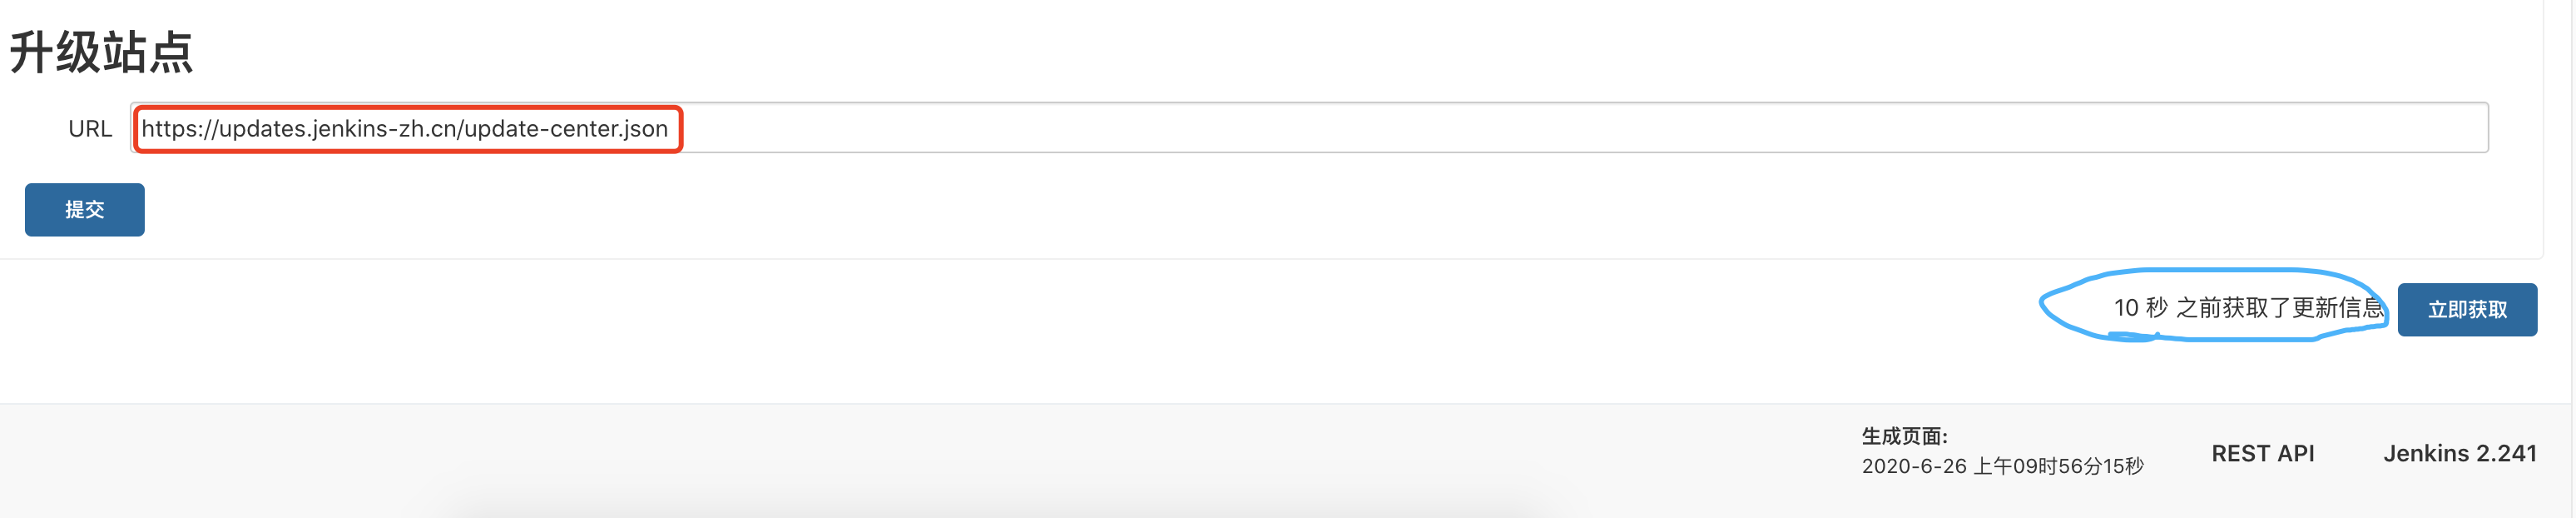 升级站点
URL https://updates.jenkins-zh.cn/update-center.json
提交
10 秒 之前获取了更新信息 立即获取
生成页面:
2020-6-26 上午09时56分15秒
REST API
Jenkins 2.241